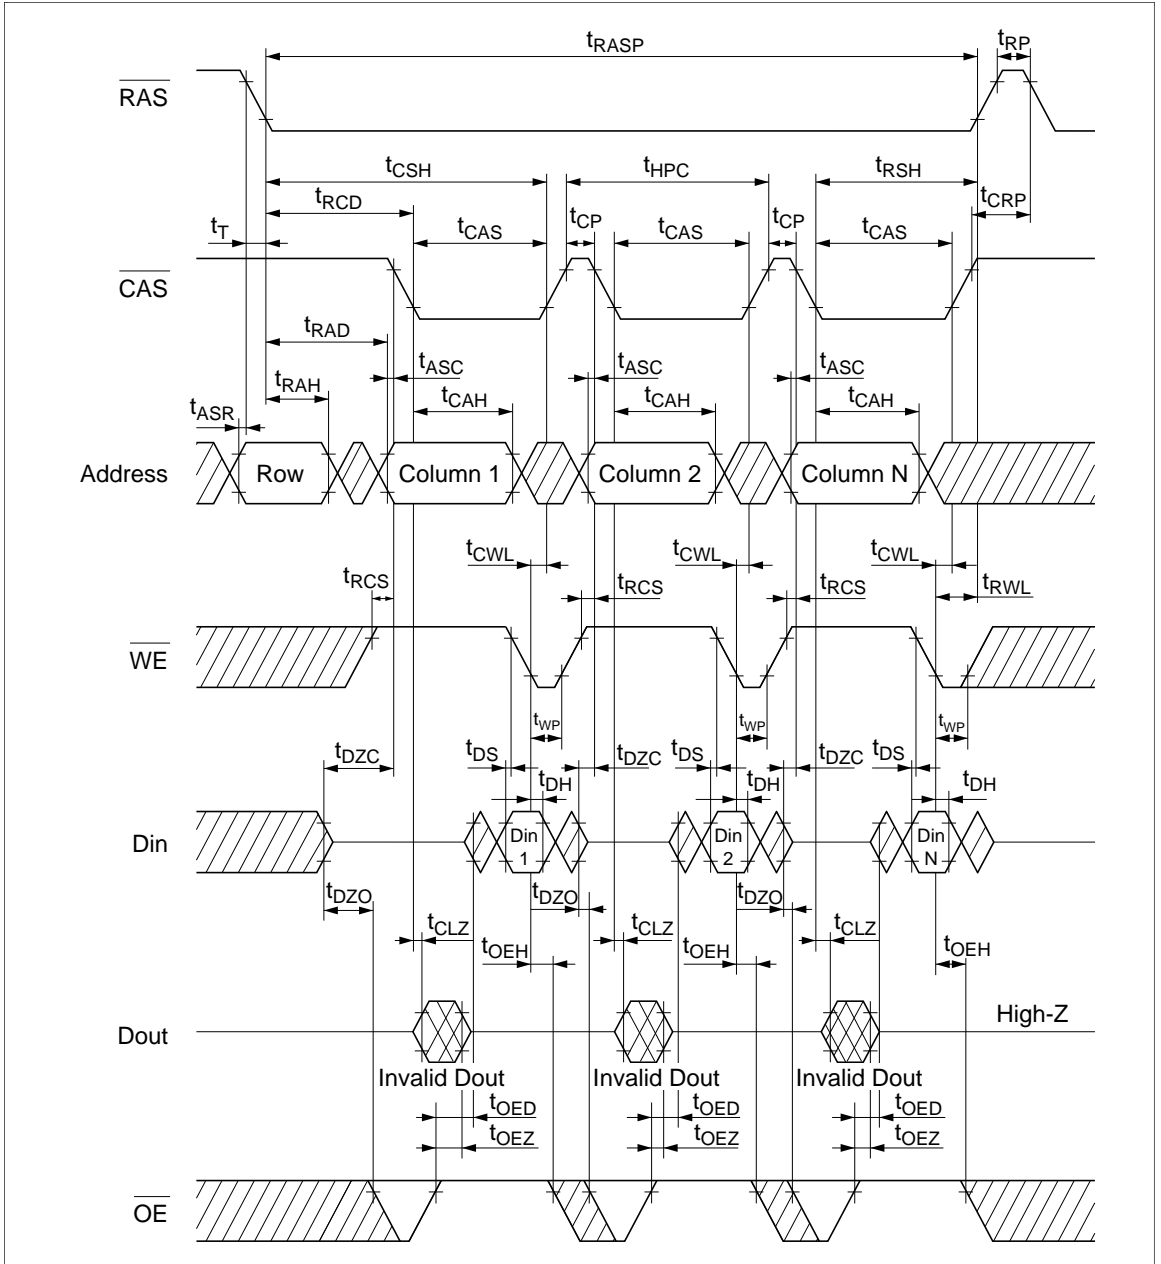 tRASP tRP
RAS
tCSH tHPC tRSH
tRCD tCRP
tT tCP tCP
tCAS tCAS tCAS
CAS
tRAD
tASC tASC tASC
tRAH
tCAH tCAH tCAH
tASR
Address Row Column 1 Column 2 Column N
tCWL tCWL tCWL
tRCS tRCS tRCS tRWL
WE
tWP tWP tWP
tDZC tDS tDZC tDS tDZC tDS
tDH tDH tDH
Din Din 1 Din 2 Din N
tDZO tDZO tDZO
tCLZ tCLZ tCLZ
tOEH tOEH tOEH
High-Z
Dout
Invalid Dout Invalid Dout Invalid Dout
tOED tOED tOED
tOEZ tOEZ tOEZ
OE